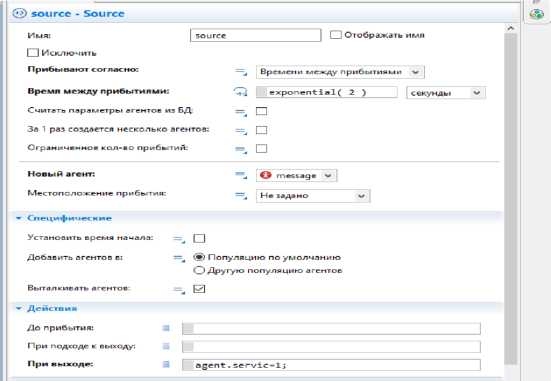 source - Source
Имя: source Отображать имя
Исключить
Прибывают согласно: Времени между прибытиями
Время между прибытиями: exponential( 2 ) секунды
Считать параметры агентов из БД:
За 1 раз создается несколько агентов:
Ограниченное кол-во прибытий:
Новый агент: message
Местоположение прибытия: Не задано
Специфические
Установить время начала:
Добавить агентов в: Популяцию по умолчанию
Другую популяцию агентов
Выталкивать агентов:
Действия
До прибытия:
При подходе к выходу:
При выходе: agent.servic=1;